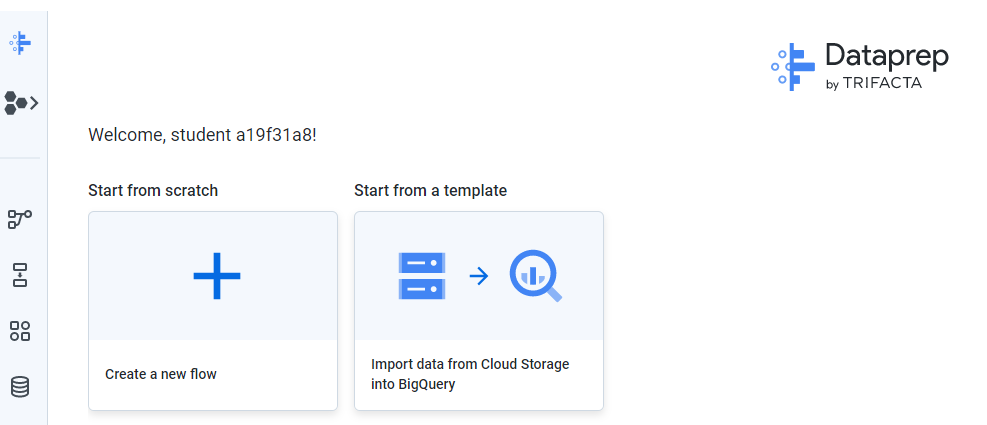 Dataprep
by TRIFACTA
Welcome, student a19f31a8!
Start from scratch
Start from a template
Create a new flow
Import data from Cloud Storage
into BigQuery